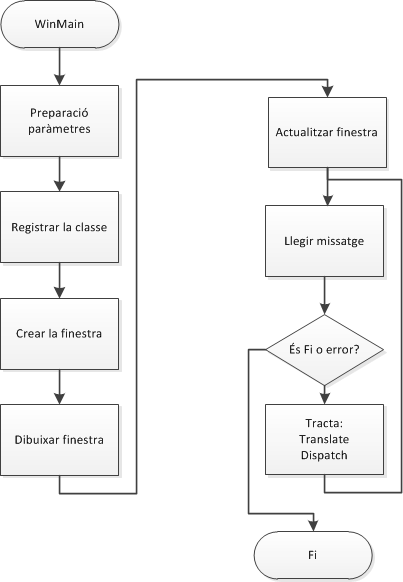 WinMain
Preparació
paràmetres
Registrar la classe
Crear la finestra
Dibuixar finestra
Actualitzar finestra
Llegir missatge
És Fi o error?
Tracta:
Translate
Dispatch
Fi